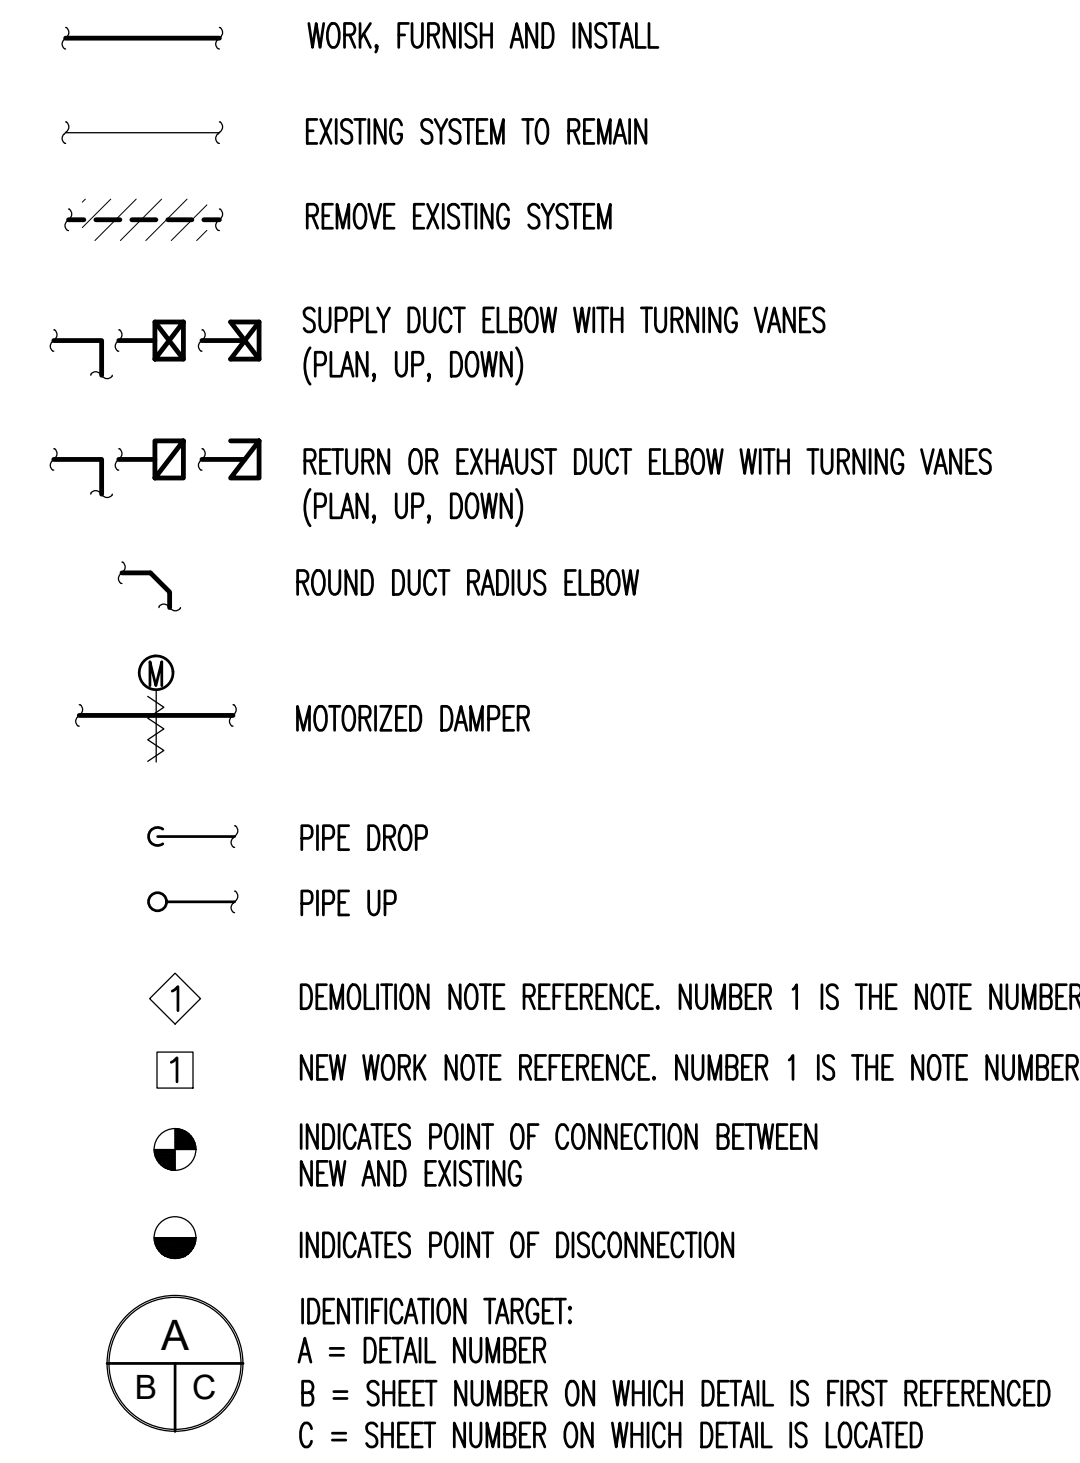 WORK, FURNISH AND INSTALL
EXISTING SYSTEM TO REMAIN
REMOVE EXISTING SYSTEM
SUPPLY DUCT ELBOW WITH TURNING VANES
(PLAN, UP, DOWN)
RETURN OR EXHAUST DUCT ELBOW WITH TURNING VANES
(PLAN, UP, DOWN)
ROUND DUCT RADIUS ELBOW
M
MOTORIZED DAMPER
PIPE DROP
PIPE UP
1 DEMOLITION NOTE REFERENCE. NUMBER 1 IS THE NOTE NUMBER
1 NEW WORK NOTE REFERENCE. NUMBER 1 IS THE NOTE NUMBER
INDICATES POINT OF CONNECTION BETWEEN
NEW AND EXISTING
INDICATES POINT OF DISCONNECTION
A
B C
IDENTIFICATION TARGET:
A = DETAIL NUMBER
B = SHEET NUMBER ON WHICH DETAIL IS FIRST REFERENCED
C = SHEET NUMBER ON WHICH DETAIL IS LOCATED